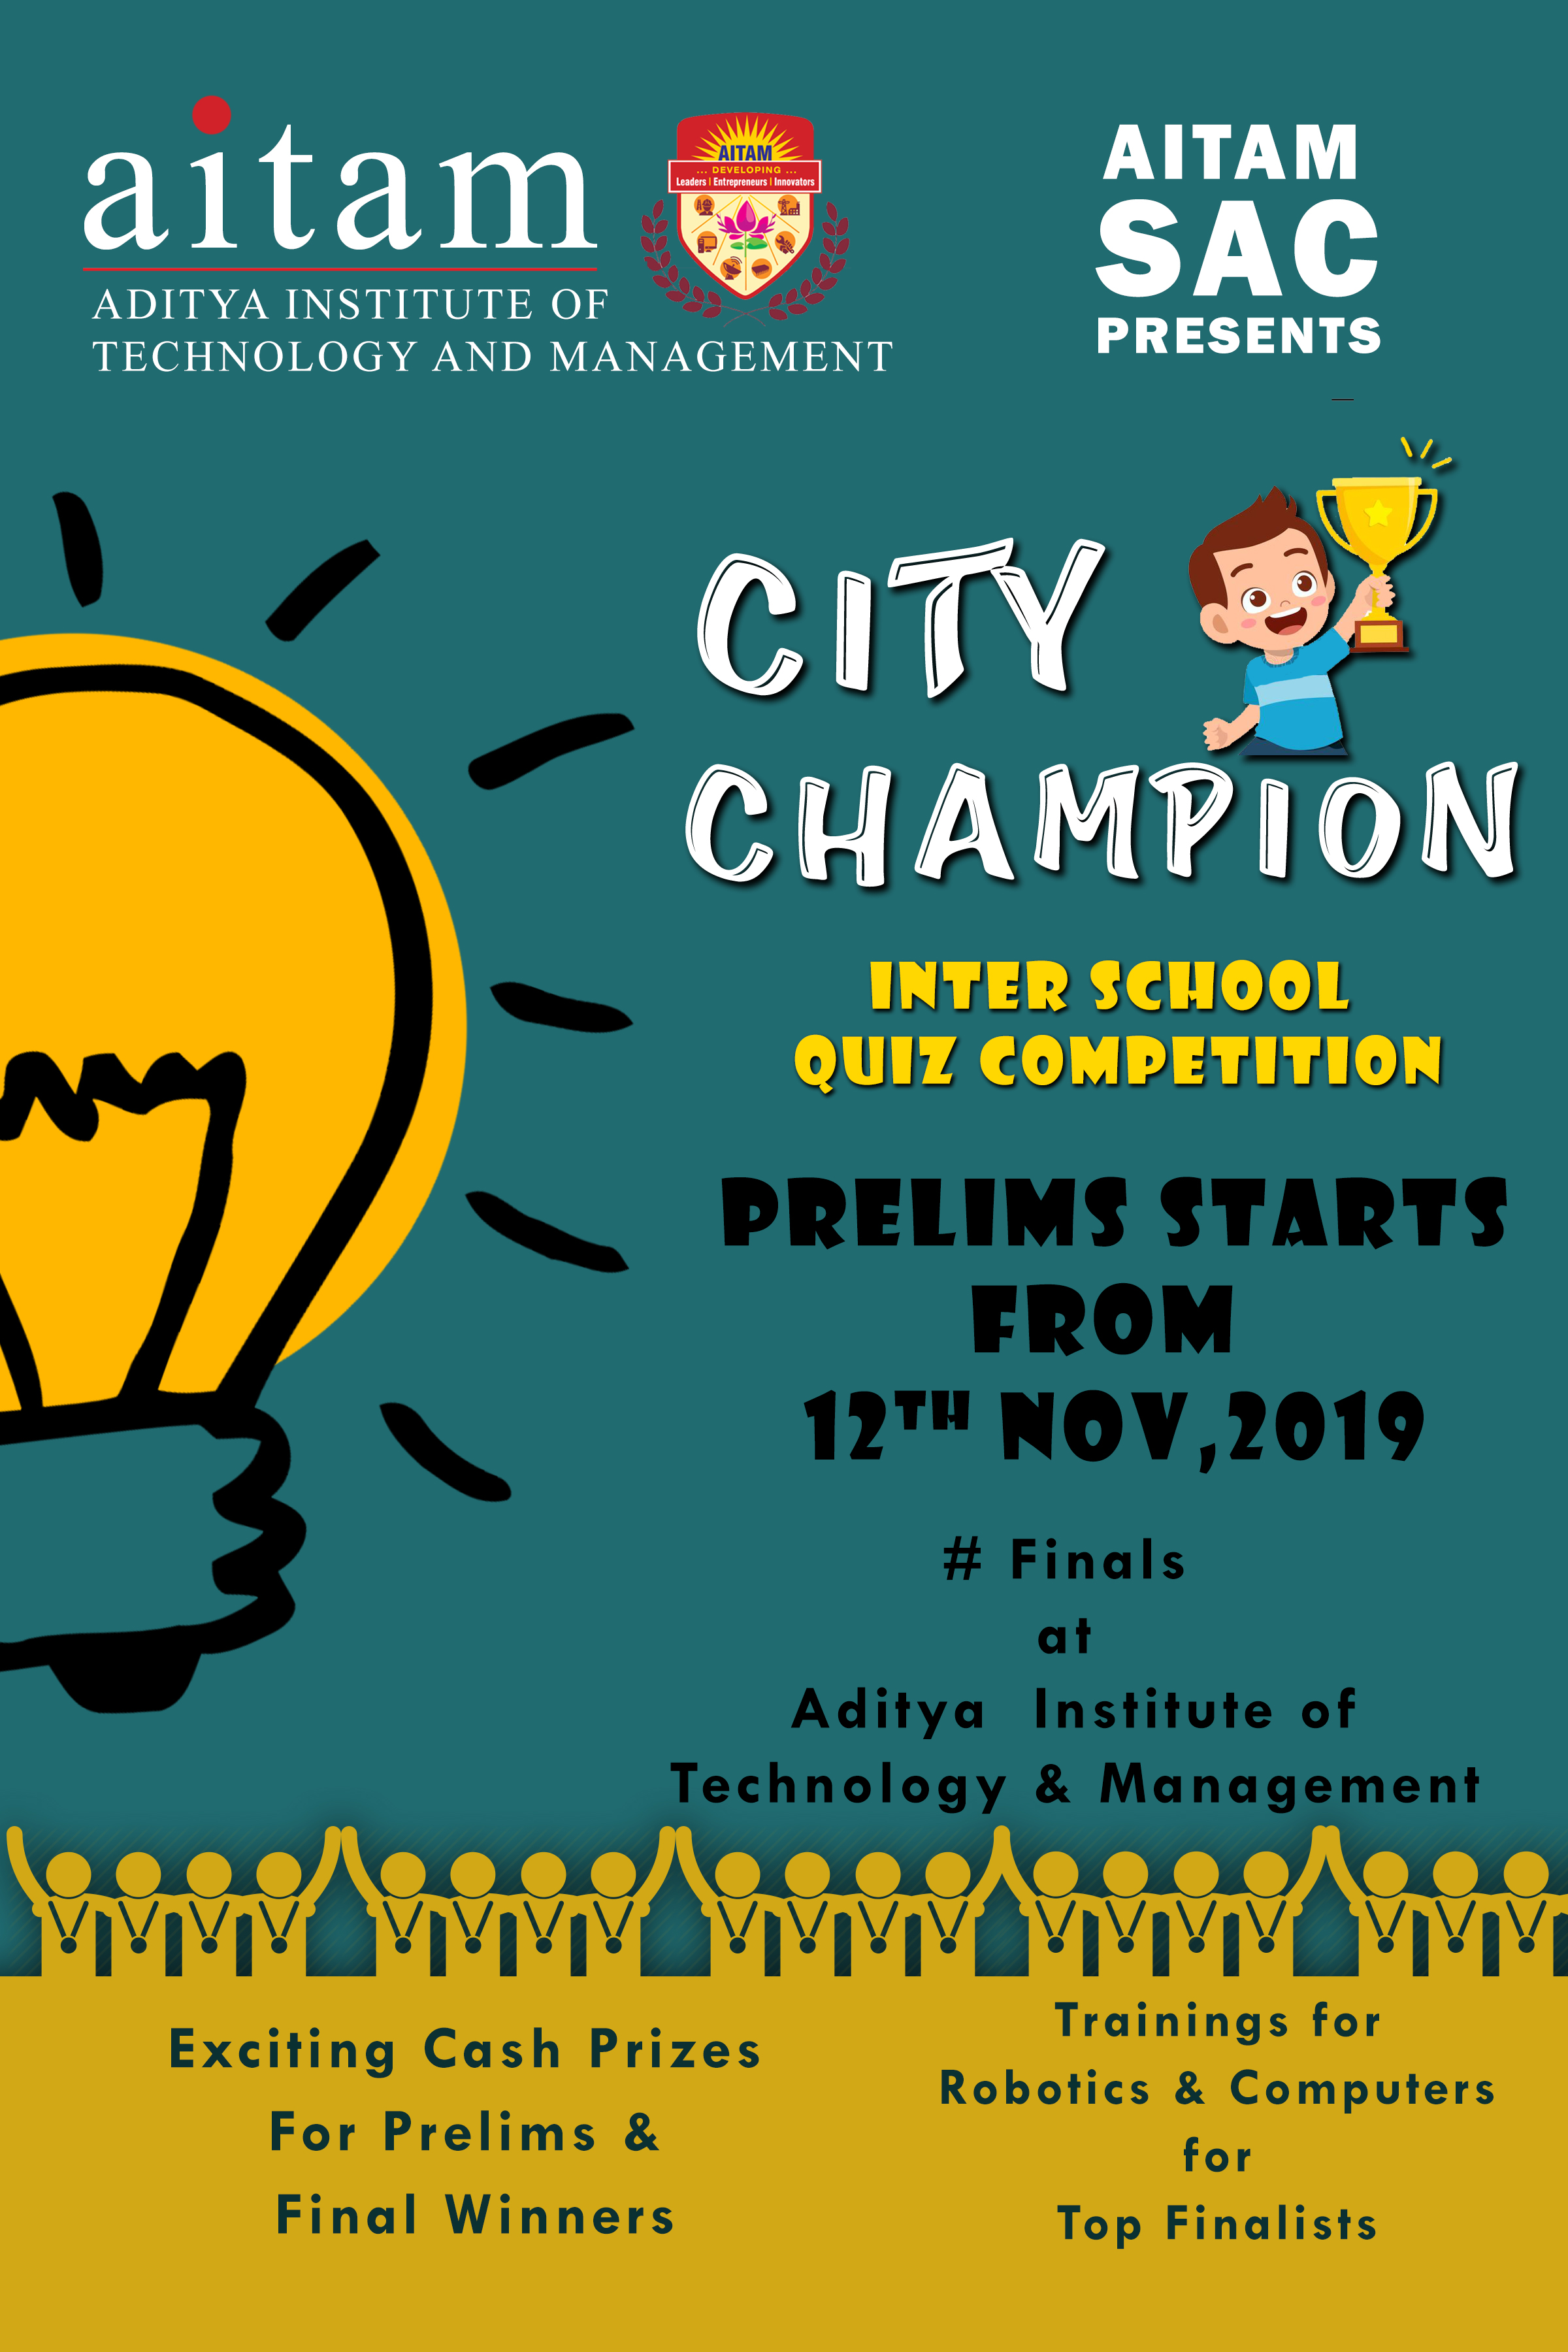 aitam
ADITYA INSTITUTE OF
TECHNOLOGY AND MANAGEMENT
AITAM
... DEVELOPING ...
Leaders | Entrepreneurs | Innovators
AITAM
SAC
PRESENTS
CITY
CHAMPION
INTER SCHOOL
QUIZ COMPETITION
PRELIMS STARTS
FROM
12TH NOV,2019
# Finals
at
Aditya Institute of
Technology & Management
Exciting Cash Prizes
For Prelims &
Final Winners
Trainings for
Robotics & Computers
for
Top Finalists